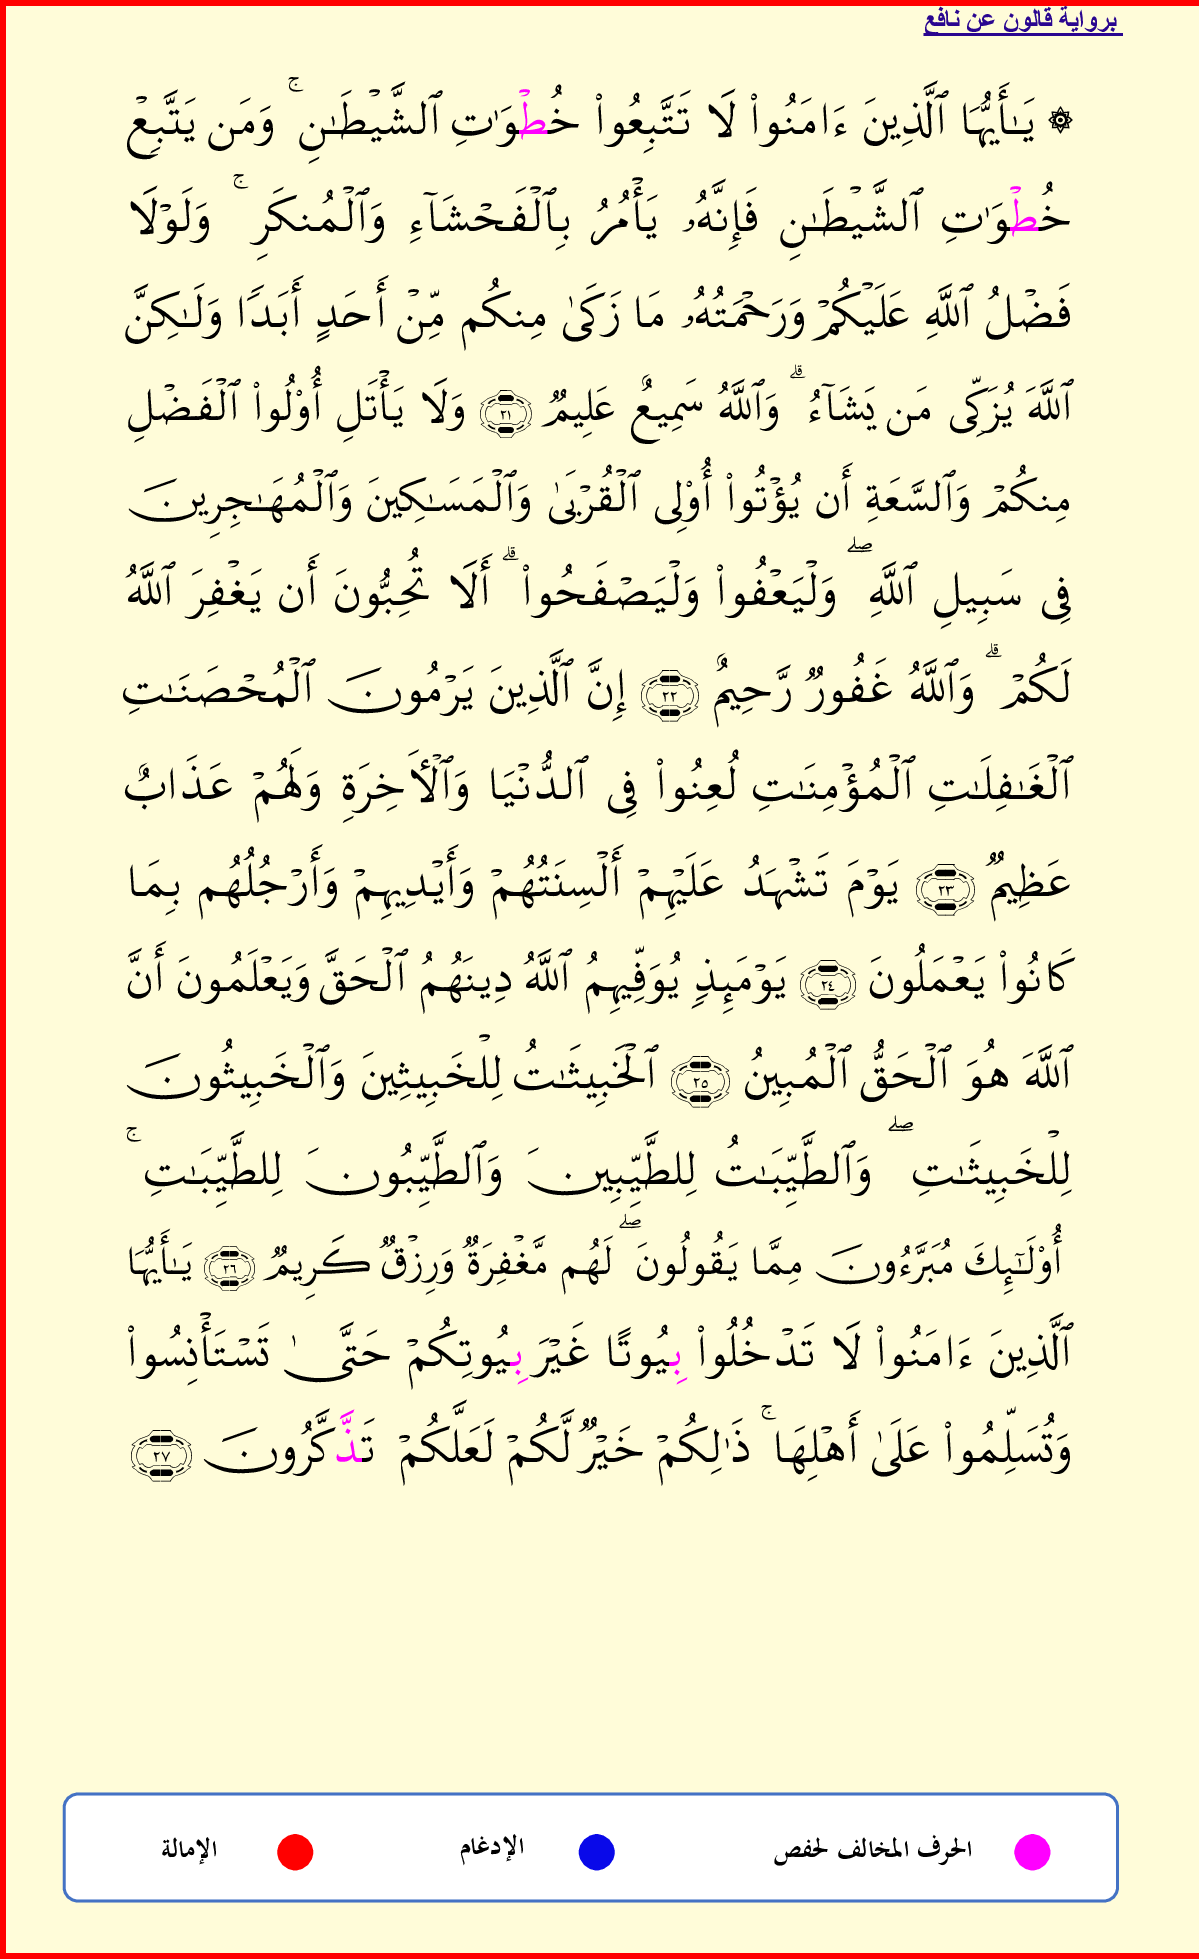 برواية قالون عن نافع
۞ يَـٰٓأَيُّهَا ٱلَّذِينَ ءَامَنُوا۟ لَا تَتَّبِعُوا۟ خُطْوَٰتِ ٱلشَّيْطَـٰنِ ۚ وَمَن يَتَّبِعْ
خُطْوَٰتِ ٱلشَّيْطَـٰنِ فَإِنَّهُۥ يَأْمُرُ بِٱلْفَحْشَآءِ وَٱلْمُنكَرِ ۚ وَلَوْلَا
فَضْلُ ٱللَّهِ عَلَيْكُمْ وَرَحْمَتُهُۥ مَا زَكَىٰ مِنكُم مِّنْ أَحَدٍ أَبَدًا وَلَـٰكِنَّ
ٱللَّهَ يُزَكِّى مَن يَشَآءُ ۗ وَٱللَّهُ سَمِيعٌ عَلِيمٌ ٢١ وَلَا يَأْتَلِ أُو۟لُوا۟ ٱلْفَضْلِ
مِنكُمْ وَٱلسَّعَةِ أَن يُؤْتُوا۟ أُو۟لِى ٱلْقُرْبَىٰ وَٱلْمَسَـٰكِينَ وَٱلْمُهَـٰجِرِينَ
فِى سَبِيلِ ٱللَّهِ ۖ وَلْيَعْفُوا۟ وَلْيَصْفَحُوا۟ ۗ أَلَا تُحِبُّونَ أَن يَغْفِرَ ٱللَّهُ
لَكُمْ ۗ وَٱللَّهُ غَفُورٌ رَّحِيمٌ ٢٢ إِنَّ ٱلَّذِينَ يَرْمُونَ ٱلْمُحْصَنَـٰتِ
ٱلْغَـٰفِلَـٰتِ ٱلْمُؤْمِنَـٰتِ لُعِنُوا۟ فِى ٱلدُّنْيَا وَٱلْـَٔاخِرَةِ وَلَهُمْ عَذَابٌ
عَظِيمٌ ٢٣ يَوْمَ تَشْهَدُ عَلَيْهِمْ أَلْسِنَتُهُمْ وَأَيْدِيهِمْ وَأَرْجُلُهُم بِمَا
كَانُوا۟ يَعْمَلُونَ ٢٤ يَوْمَئِذٍ يُوَفِّيهِمُ ٱللَّهُ دِينَهُمُ ٱلْحَقَّ وَيَعْلَمُونَ أَنَّ
ٱللَّهَ هُوَ ٱلْحَقُّ ٱلْمُبِينُ ٢٥ ٱلْخَبِيثَـٰتُ لِلْخَبِيثِينَ وَٱلْخَبِيثُونَ
لِلْخَبِيثَـٰتِ ۖ وَٱلطَّيِّبَـٰتُ لِلطَّيِّبِينَ وَٱلطَّيِّبُونَ لِلطَّيِّبَـٰتِ ۚ
أُو۟لَـٰٓئِكَ مُبَرَّءُونَ مِمَّا يَقُولُونَ ۖ لَهُم مَّغْفِرَةٌ وَرِزْقٌ كَرِيمٌ ٢٦ يَـٰٓأَيُّهَا
ٱلَّذِينَ ءَامَنُوا۟ لَا تَدْخُلُوا۟ بِيُوتًا غَيْرَ بِيُوتِكُمْ حَتَّىٰ تَسْتَأْنِسُوا۟
وَتُسَلِّمُوا۟ عَلَىٰٓ أَهْلِهَا ۚ ذَٰلِكُمْ خَيْرٌ لَّكُمْ لَعَلَّكُمْ تَذَّكَّرُونَ ٢٧
الحرف المخالف لحفص
الإدغام
الإمالة